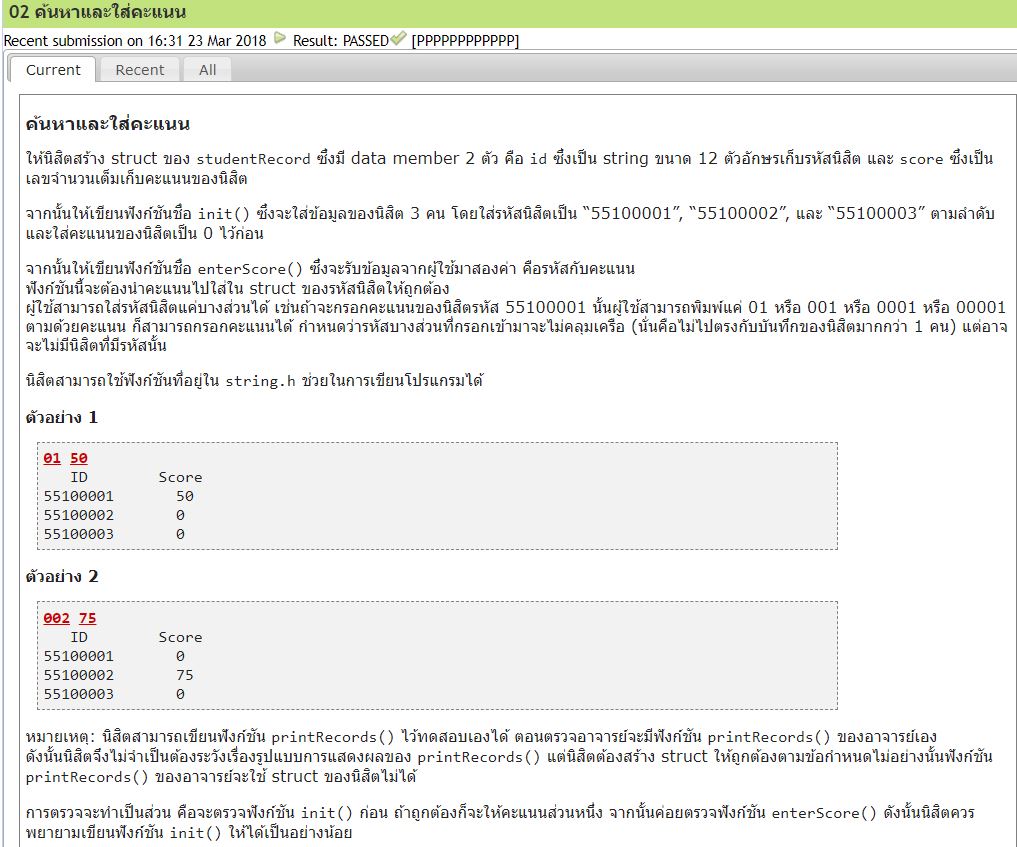 02 ค้นหาและใส่คะแนน
Recent submission on 16:31 23 Mar 2018 Result: PASSED [PPPPPPPPPPPP]
Current Recent All
ค้นหาและใส่คะแนน
ให้นิสิตสร้าง struct ของ studentRecord ซึ่งมี data member 2 ตัว คือ id ซึ่งเป็น string ขนาด 12 ตัวอักษรเก็บรหัสนิสิต และ score ซึ่งเป็น
เลขจำนวนเต็มเก็บคะแนนของนิสิต
จากนั้นให้เขียนฟังก์ชันชื่อ init() ซึ่งจะใส่ข้อมูลของนิสิต 3 คน โดยใส่รหัสนิสิตเป็น “55100001”, “55100002”, และ “55100003” ตามลำดับ
และใส่คะแนนของนิสิตเป็น 0 ไว้ก่อน
จากนั้นให้เขียนฟังก์ชันชื่อ enterScore() ซึ่งจะรับข้อมูลจากผู้ใช้มาสองค่า คือรหัสกับคะแนน
ฟังก์ชันนี้จะต้องนำคะแนนไปใส่ใน struct ของรหัสนิสิตให้ถูกต้อง
ผู้ใช้สามารถใส่รหัสนิสิตแค่บางส่วนได้ เช่นถ้าจะกรอกคะแนนของนิสิตรหัส 55100001 นั้นผู้ใช้สามารถพิมพ์แค่ 01 หรือ 001 หรือ 0001 หรือ 00001
ตามด้วยคะแนน ก็สามารถกรอกคะแนนได้ กำหนดว่ารหัสบางส่วนที่กรอกเข้ามาจะไม่คลุมเครือ (นั่นคือไม่ไปตรงกับบันทึกของนิสิตมากกว่า 1 คน) แต่อาจ
จะไม่มีนิสิตที่มีรหัสนั้น
นิสิตสามารถใช้ฟังก์ชันที่อยู่ใน string.h ช่วยในการเขียนโปรแกรมได้
ตัวอย่าง 1
01 50
ID Score
55100001 50
55100002 0
55100003 0
ตัวอย่าง 2
002 75
ID Score
55100001 0
55100002 75
55100003 0
หมายเหตุ: นิสิตสามารถเขียนฟังก์ชัน printRecords() ไว้ทดสอบเองได้ ตอนตรวจอาจารย์จะมีฟังก์ชัน printRecords() ของอาจารย์เอง
ดังนั้นนิสิตจึงไม่จำเป็นต้องระวังเรื่องรูปแบบการแสดงผลของ printRecords() แต่นิสิตต้องสร้าง struct ให้ถูกต้องตามข้อกำหนดไม่อย่างนั้นฟังก์ชัน
printRecords() ของอาจารย์จะใช้ struct ของนิสิตไม่ได้
การตรวจจะทำเป็นส่วน คือจะตรวจฟังก์ชัน init() ก่อน ถ้าถูกต้องก็จะให้คะแนนส่วนหนึ่ง จากนั้นค่อยตรวจฟังก์ชัน enterScore() ดังนั้นนิสิตควร
พยายามเขียนฟังก์ชัน init() ให้ได้เป็นอย่างน้อย